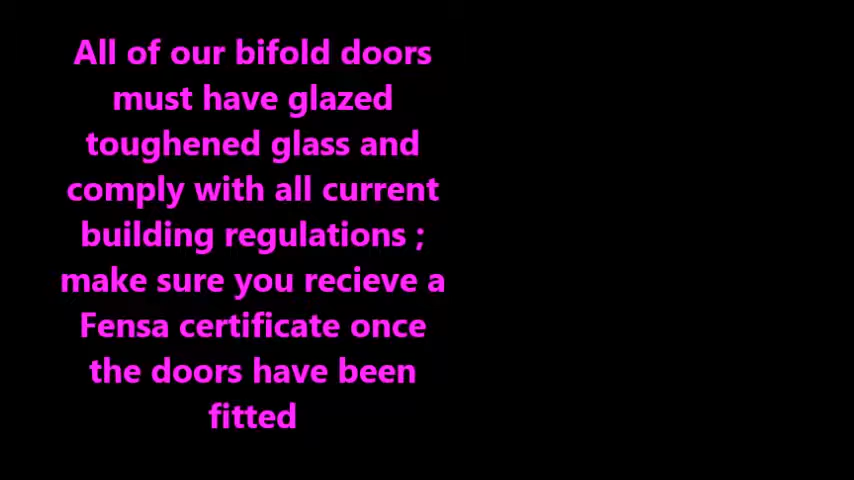 All of our bifold doors
must have glazed
toughened glass and
comply with all current
building regulations ;
make sure you recieve a
Fensa certificate once
the doors have been
fitted